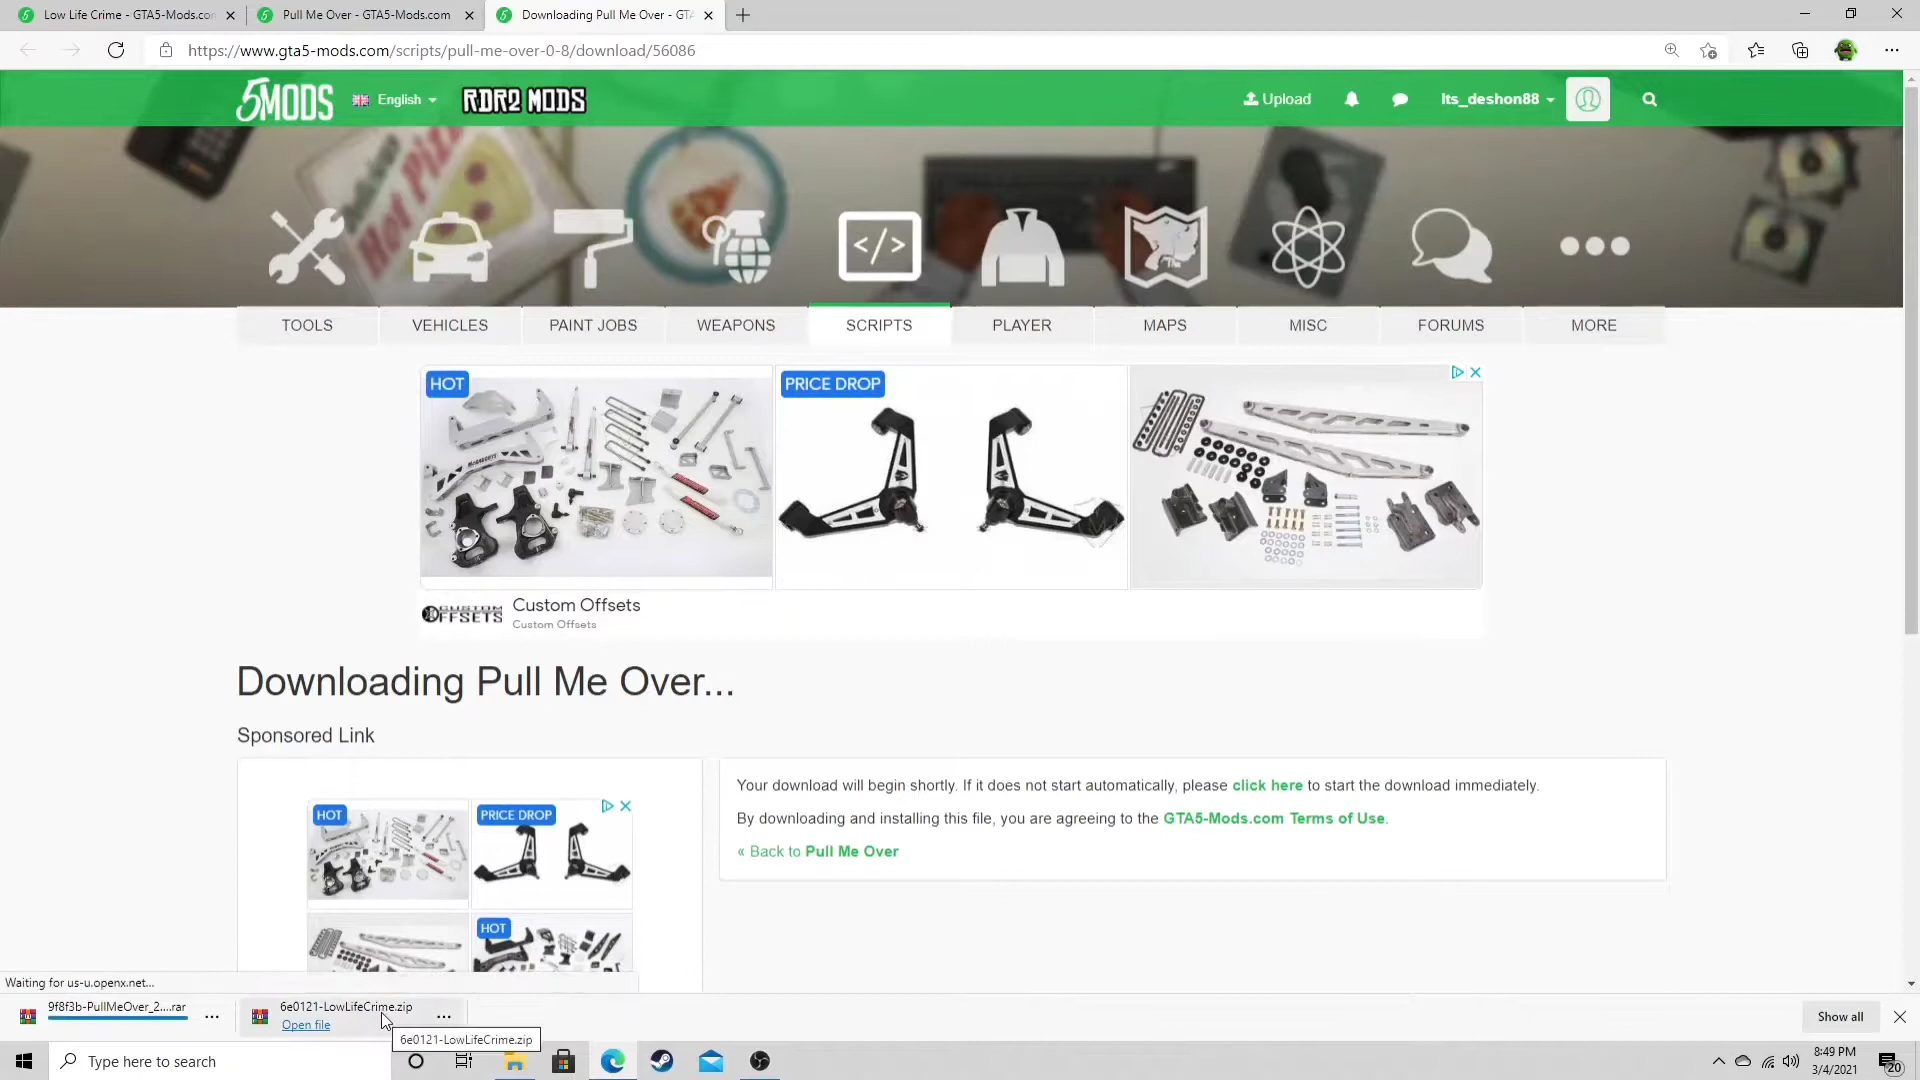 Low Life Crime - GTA5-Mods.con
Pull Me Over - GTA5-Mods.com
Downloading Pull Me Over - GTA
https://www.gta5-mods.com/scripts/pull-me-over-0-8/download/56086
5MODS
English
RDR2 MODS
Upload
Its_deshon88
TOOLS
VEHICLES
PAINT JOBS
WEAPONS
SCRIPTS
PLAYER
MAPS
MISC
FORUMS
MORE
HOT
PRICE DROP
CUSTOM OFFSETS
Custom Offsets
Custom Offsets
Downloading Pull Me Over...
Sponsored Link
HOT
PRICE DROP
HOT
Your download will begin shortly. If it does not start automatically, please click here to start the download immediately.
By downloading and installing this file, you are agreeing to the GTA5-Mods.com Terms of Use.
« Back to Pull Me Over
Waiting for us-u.openx.net...
9f8f3b-PullMeOver_2....rar
6e0121-LowLifeCrime.zip
Open file
6e0121-LowLifeCrime.zip
Show all
Type here to search
8:49 PM
3/4/2021
20